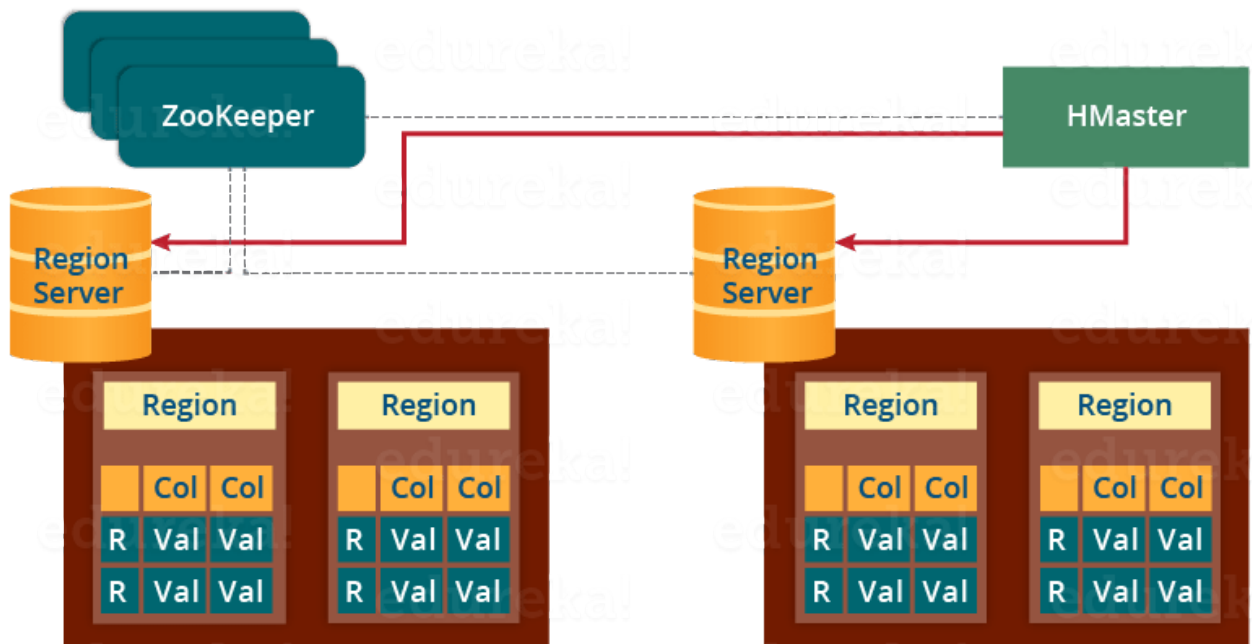 ZooKeeper
HMaster
Region
Server
Region
Server
Region
Col Col
R Val Val
R Val Val
Region
Col Col
R Val Val
R Val Val
Region
Col Col
R Val Val
R Val Val
Region
Col Col
R Val Val
R Val Val
edureka!